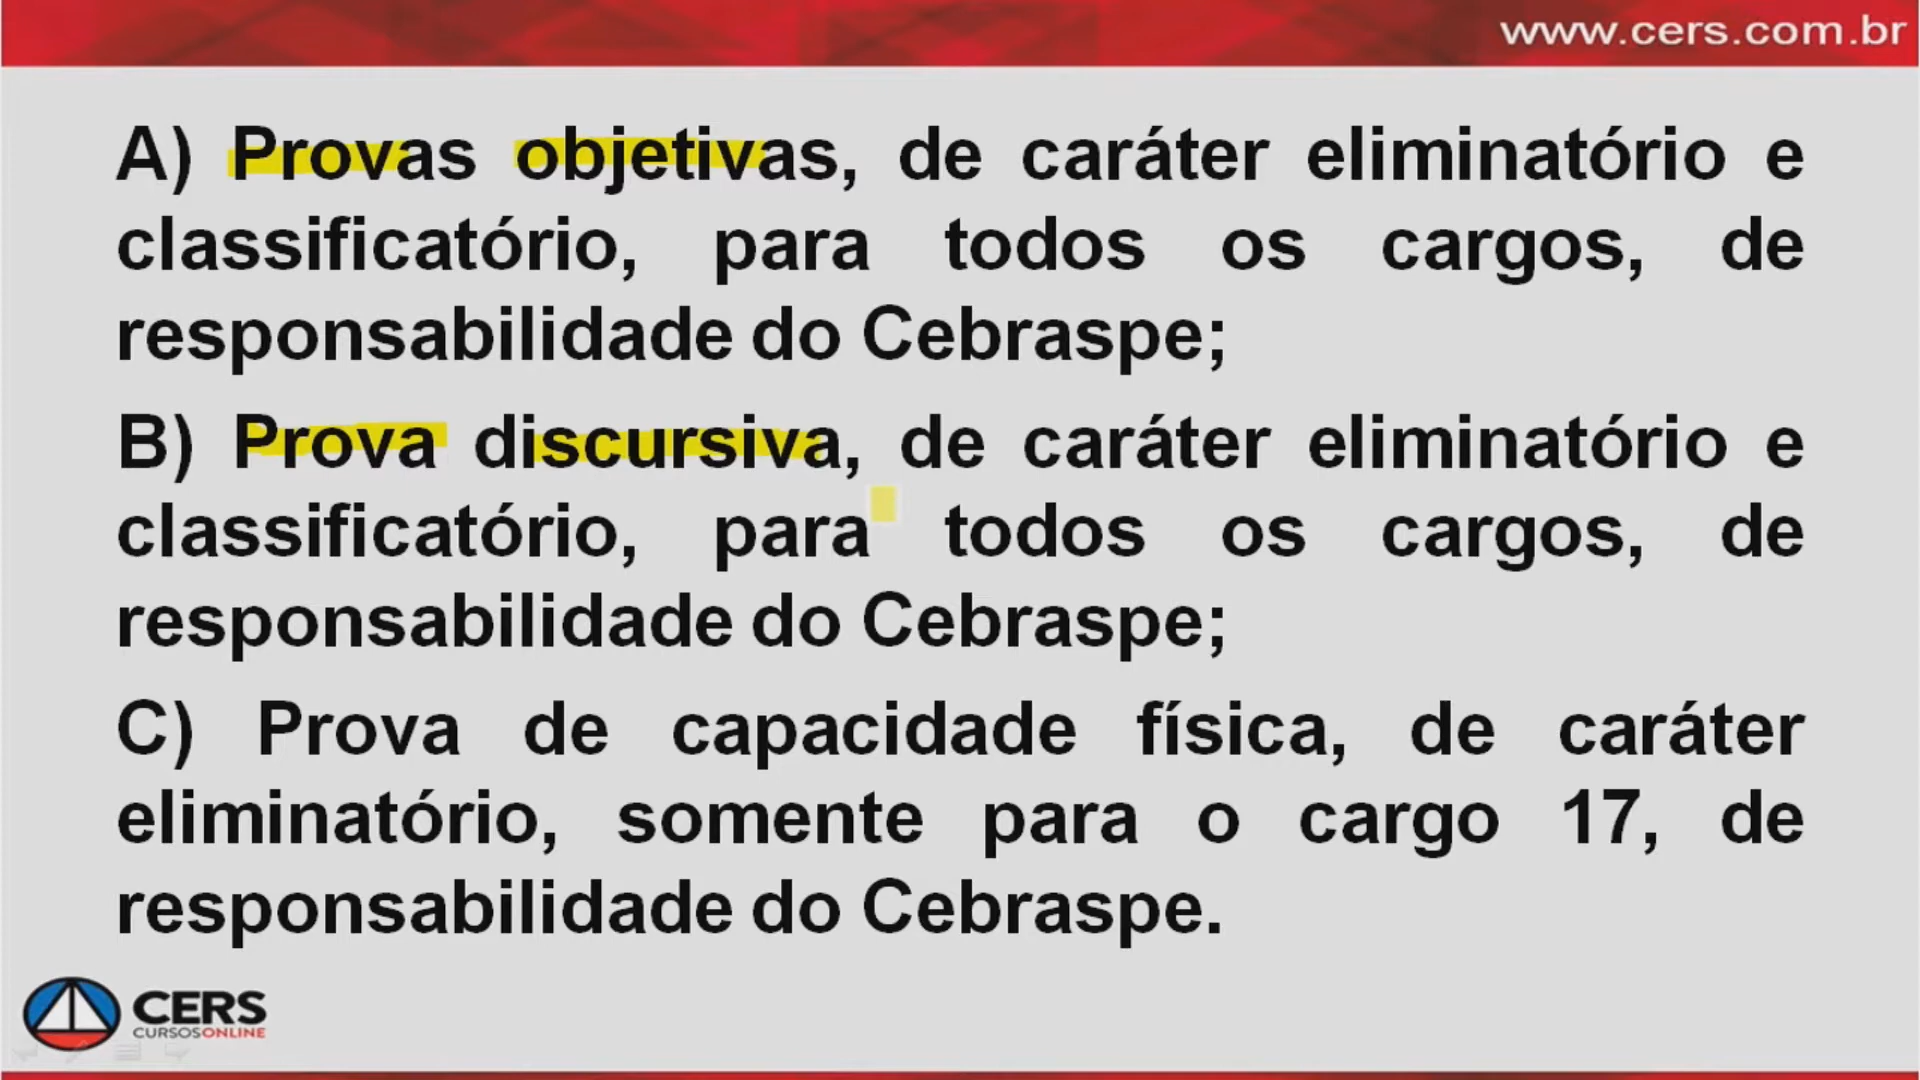 www.cers.com.br
A) Provas objetivas, de caráter eliminatório e
classificatório, para todos os cargos, de
responsabilidade do Cebraspe;
B) Prova discursiva, de caráter eliminatório e
classificatório, para todos os cargos, de
responsabilidade do Cebraspe;
C) Prova de capacidade física, de caráter
eliminatório, somente para o cargo 17, de
responsabilidade do Cebraspe.
CERS
CURSOSONLINE